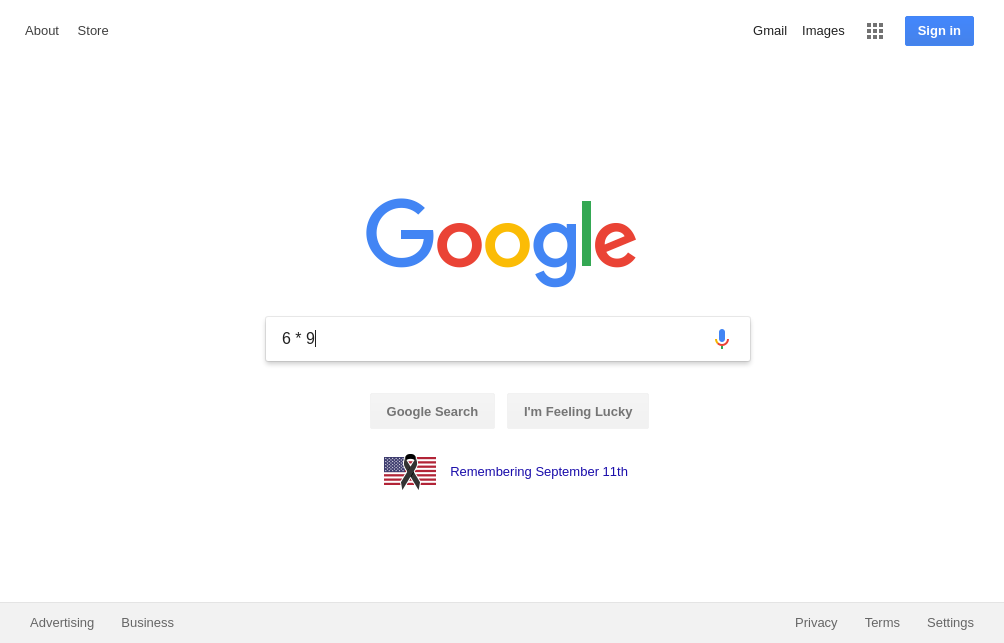 About Store Gmail Images Sign in
Google
6 * 9
Google Search I'm Feeling Lucky
Remembering September 11th
Advertising Business Privacy Terms Settings